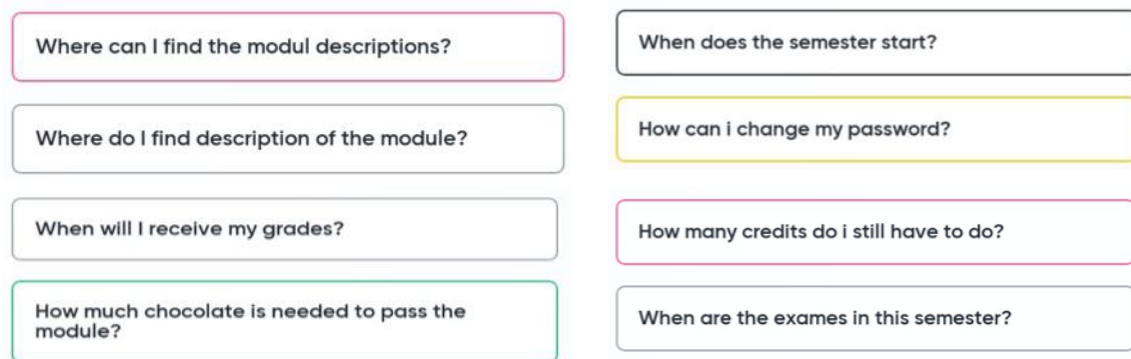 Where can I find the modul descriptions?
Where do I find description of the module?
When will I receive my grades?
How much chocolate is needed to pass the
module?
When does the semester start?
How can i change my password?
How many credits do i still have to do?
When are the exames in this semester?